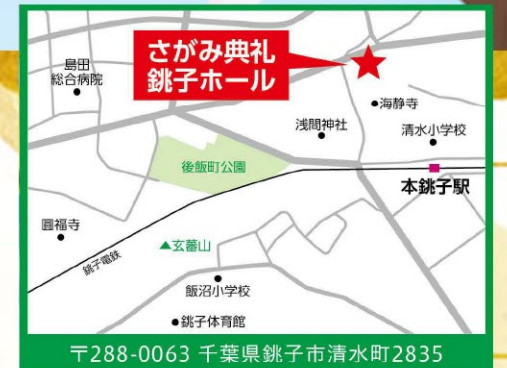 さがみ典礼
銚子ホール
島田
総合病院
海静寺
浅間神社
清水小学校
後飯町公園
本銚子駅
圓福寺
銚子電鉄
▲玄蕃山
飯沼小学校
銚子体育館
〒288-0063 千葉県銚子市清水町2835